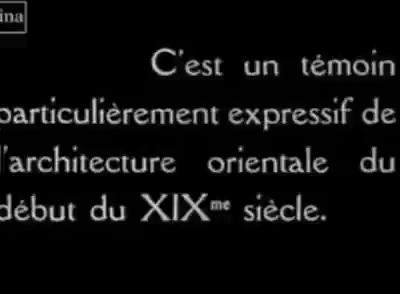 ina
C'est un témoin
particulièrement expressif de
l'architecture orientale du
début du XIXme siècle.